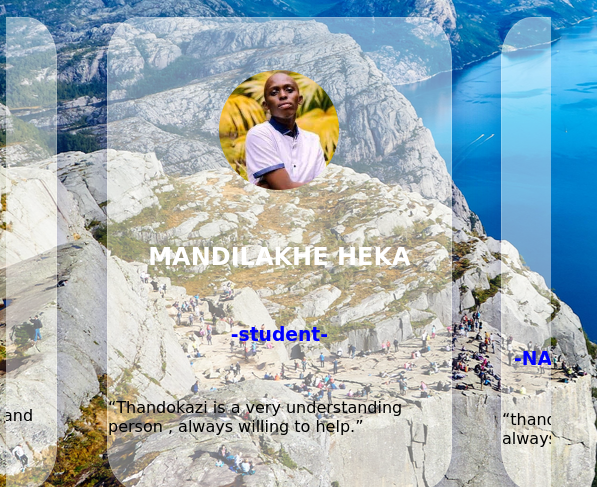 MANDILAKHE HEKA
-student-
“Thandokazi is a very understanding
person , always willing to help.”
and
-NA
“thand
always